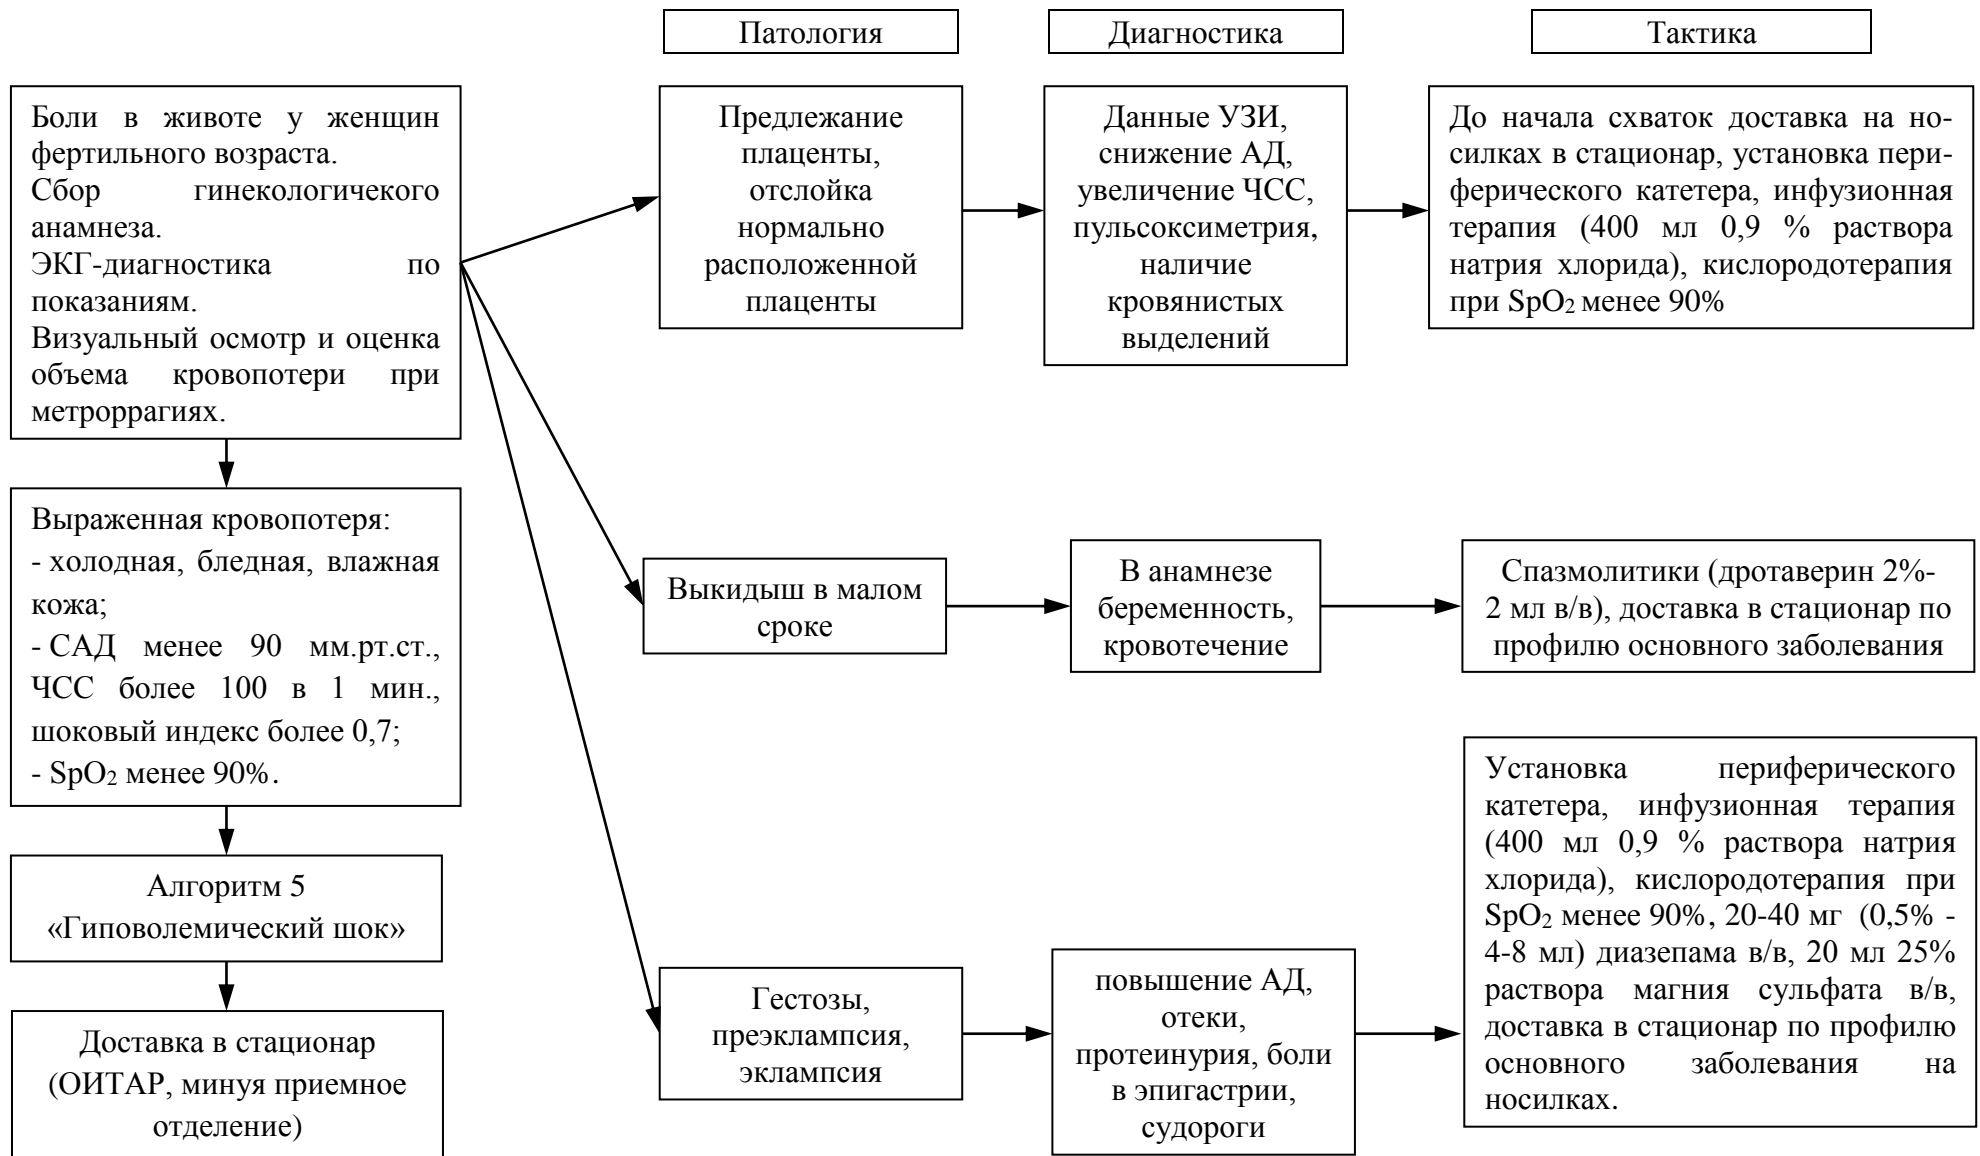 Патология
Диагностика
Тактика
Боли в животе у женщин
фертильного возраста.
Сбор гинекологичекого
анамнеза.
ЭКГ-диагностика по
показаниям.
Визуальный осмотр и оценка
объема кровопотери при
метроррагиях.
Предлежание
плаценты,
отслойка
нормально
расположенной
плаценты
Данные УЗИ,
снижение АД,
увеличение ЧСС,
пульсоксиметрия,
наличие
кровянистых
выделений
До начала схваток доставка на но-
силках в стационар, установка пери-
ферического катетера, инфузионная
терапия (400 мл 0,9 % раствора
натрия хлорида), кислородотерапия
при SpO2 менее 90%
Выраженная кровопотеря:
- холодная, бледная, влажная
кожа;
- САД менее 90 мм.рт.ст.,
ЧСС более 100 в 1 мин.,
шоковый индекс более 0,7;
- SpO2 менее 90%.
Выкидыш в малом
сроке
В анамнезе
беременность,
кровотечение
Спазмолитики (дротаверин 2%-
2 мл в/в), доставка в стационар по
профилю основного заболевания
Алгоритм 5
«Гиповолемический шок»
Доставка в стационар
(ОИТАР, минуя приемное
отделение)
Гестозы,
преэклампсия,
эклампсия
повышение АД,
отеки,
протеинурия, боли
в эпигастрии,
судороги
Установка периферического
катетера, инфузионная терапия
(400 мл 0,9 % раствора натрия
хлорида), кислородотерапия при
SpO2 менее 90%, 20-40 мг (0,5% -
4-8 мл) диазепама в/в, 20 мл 25%
раствора магния сульфата в/в,
доставка в стационар по профилю
основного заболевания на
носилках.